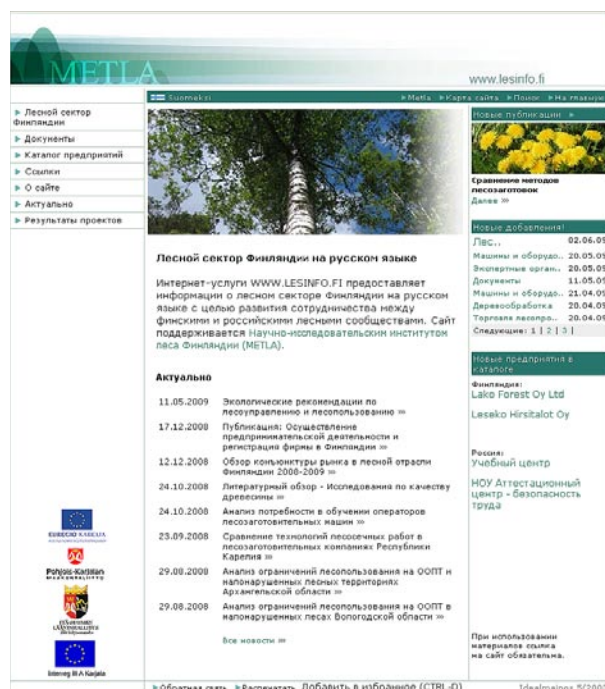 METLA
www.lesinfo.fi
Suomeksi
Metla
Карта сайта
Поиск
На главную
Лесной сектор
Финляндии
Документы
Каталог предприятий
Ссылки
О сайте
Актуально
Результаты проектов
Лесной сектор Финляндии на русском языке
Интернет-услуги WWW.LESINFO.FI предоставляет
информации о лесном секторе Финляндии на русском
языке с целью развития сотрудничества между
финскими и российскими лесными сообществами. Сайт
поддерживается Научно-исследовательским институтом
леса Финляндии (METLA).
Актуально
11.05.2009 Экологические рекомендации по
лесоуправлению и лесопользованию »»
17.12.2008 Публикация: Осуществление
предпринимательской деятельности и
регистрация фирмы в Финляндии »»
12.12.2008 Обзор конъюнктуры рынка в лесной отрасли
Финляндии 2008-2009 »»
24.10.2008 Литературный обзор - Исследования по качеству
древесины »»
24.10.2008 Анализ потребности в обучении операторов
лесозаготовительных машин »»
23.09.2008 Сравнение технологий лесосечных работ в
лесозаготовительных компаниях Республики
Карелия »»
29.08.2008 Анализ ограничений лесопользования на ООПТ и
малонарушенных лесных территориях
Архангельской области »»
29.08.2008 Анализ ограничений лесопользования на ООПТ в
малонарушенных лесах Вологодской области »»
Все новости »»
Новые публикации
Сравнение методов
лесозаготовок
Далее »»
Новые добавления!
Лес.. 02.06.09
Машины и оборудо.. 20.05.09
Экспертные орган.. 20.05.09
Документы 11.05.09
Машины и оборудо.. 21.04.09
Деревообработка 20.04.09
Торговля лесопро.. 20.04.09
Следующие: 1 | 2 | 3 |
Новые предприятия в
каталоге
Финляндия:
Lako Forest Oy Ltd
Leseko Hirsitalot Oy
Россия:
Учебный центр
НОУ Аттестационный
центр - безопасность
труда
При использовании
материалов ссылка
на сайт обязательна.
EUREGIO KARELIA
Pohjois-Karjalan
Interreg III A Karjala
Обратная связь
Распечатать
Добавить в избранное (CTRL-D)
Idealmainos 5/2007